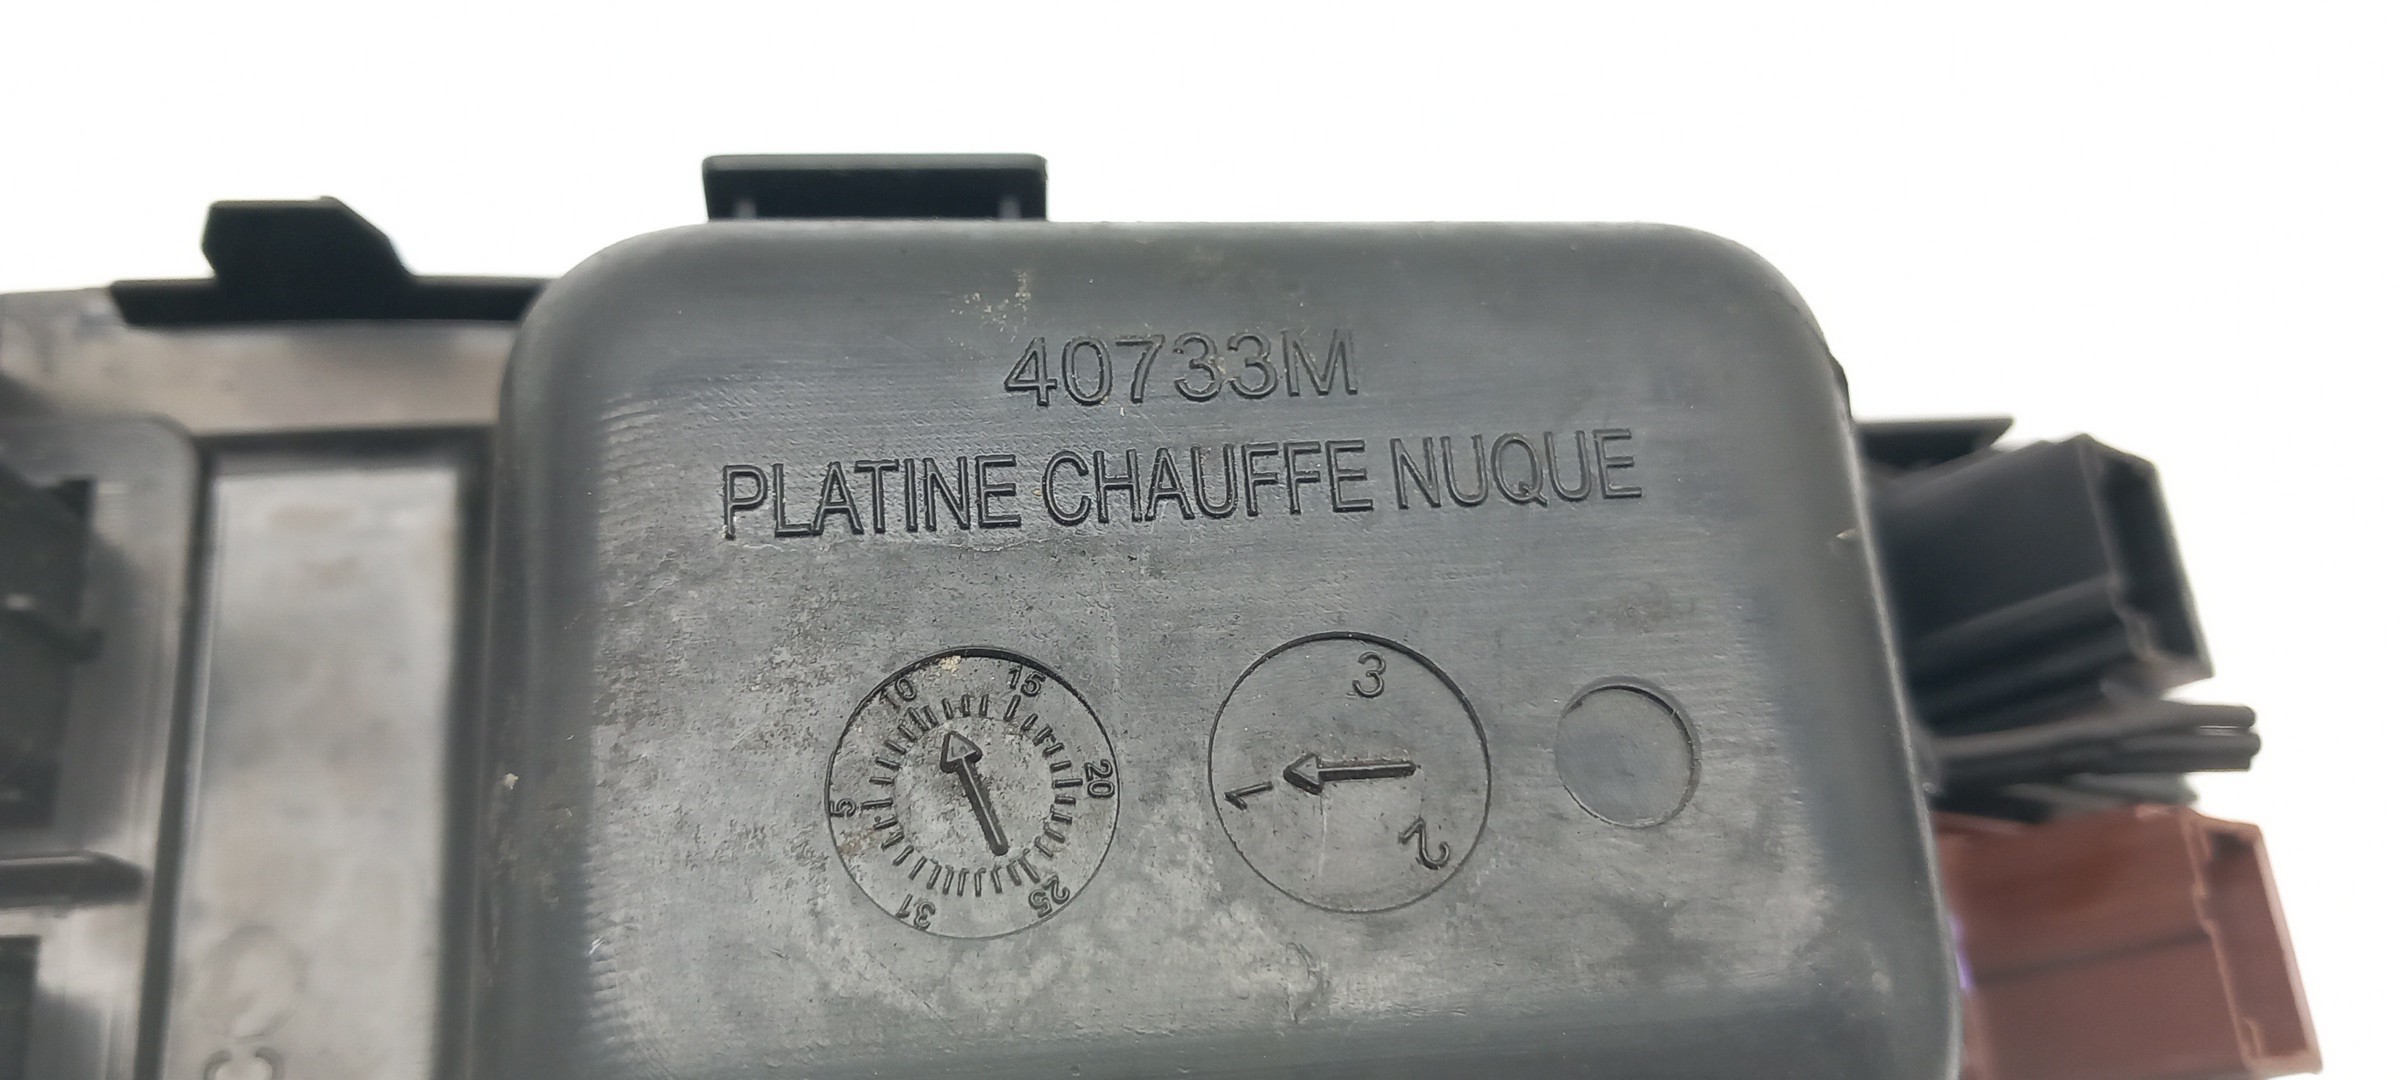 40733M
PLATINE CHAUFFE NUQUE
5 10 15 20 25 31
1 3 2
C